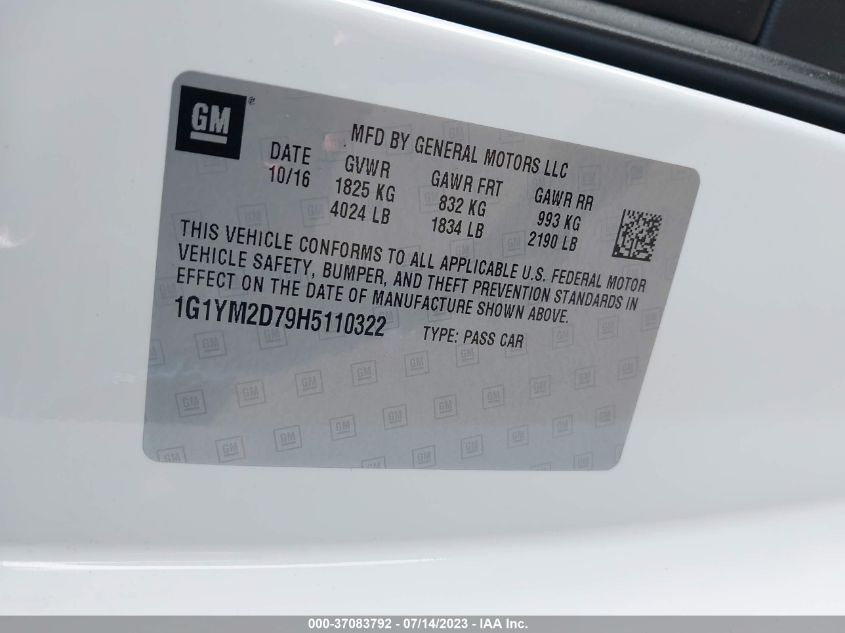 GM®
MFD BY GENERAL MOTORS LLC
DATE GVWR GAWR FRT GAWR RR
10/16 1825 KG 832 KG 993 KG
4024 LB 1834 LB 2190 LB
THIS VEHICLE CONFORMS TO ALL APPLICABLE U.S. FEDERAL MOTOR
VEHICLE SAFETY, BUMPER, AND THEFT PREVENTION STANDARDS IN
EFFECT ON THE DATE OF MANUFACTURE SHOWN ABOVE.
1G1YM2D79H5110322 TYPE: PASS CAR
000-37083792 - 07/14/2023 - Copyright © IAA, Inc.